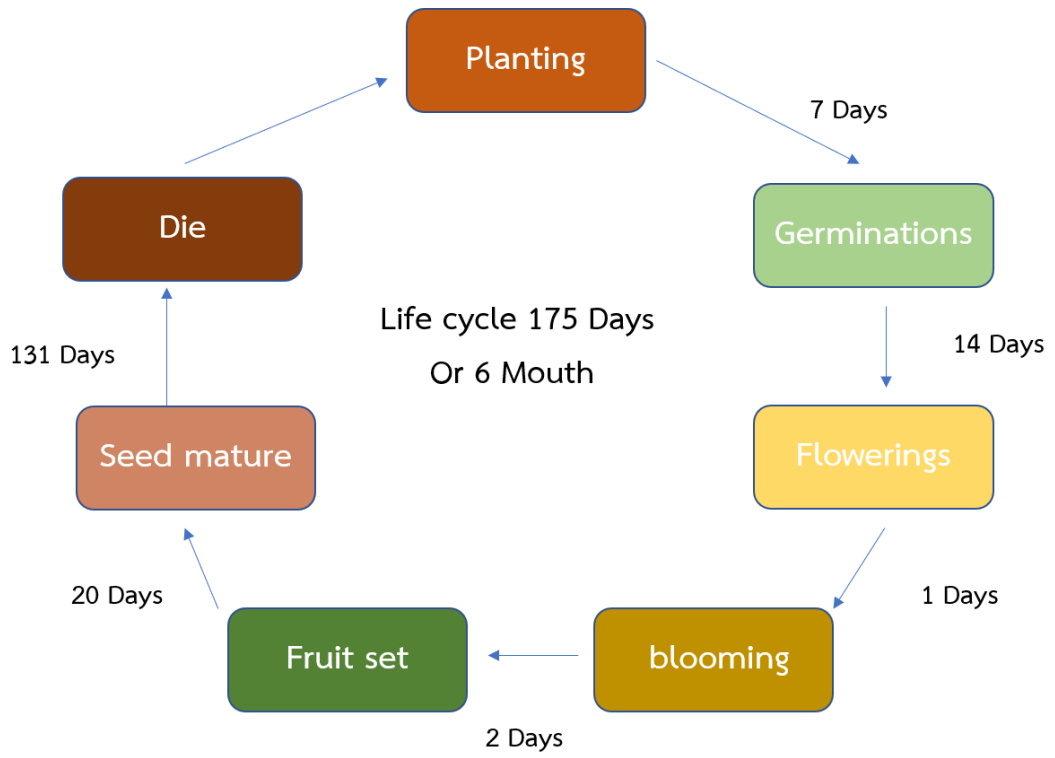 Planting
7 Days
Germinations
14 Days
Flowerings
1 Days
blooming
2 Days
Fruit set
20 Days
Seed mature
131 Days
Die
Life cycle 175 Days
Or 6 Mouth